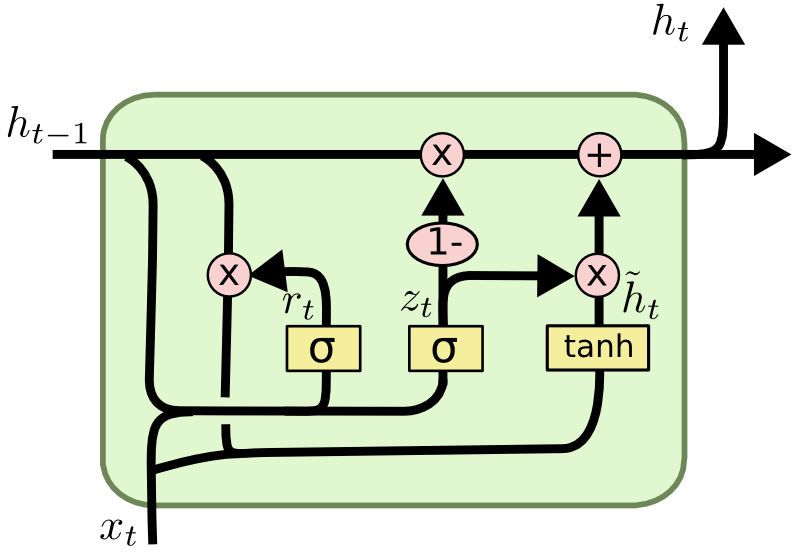 h_t
h_{t-1}
x +
1-
x x
r_t z_t h̃_t
σ σ tanh
x_t